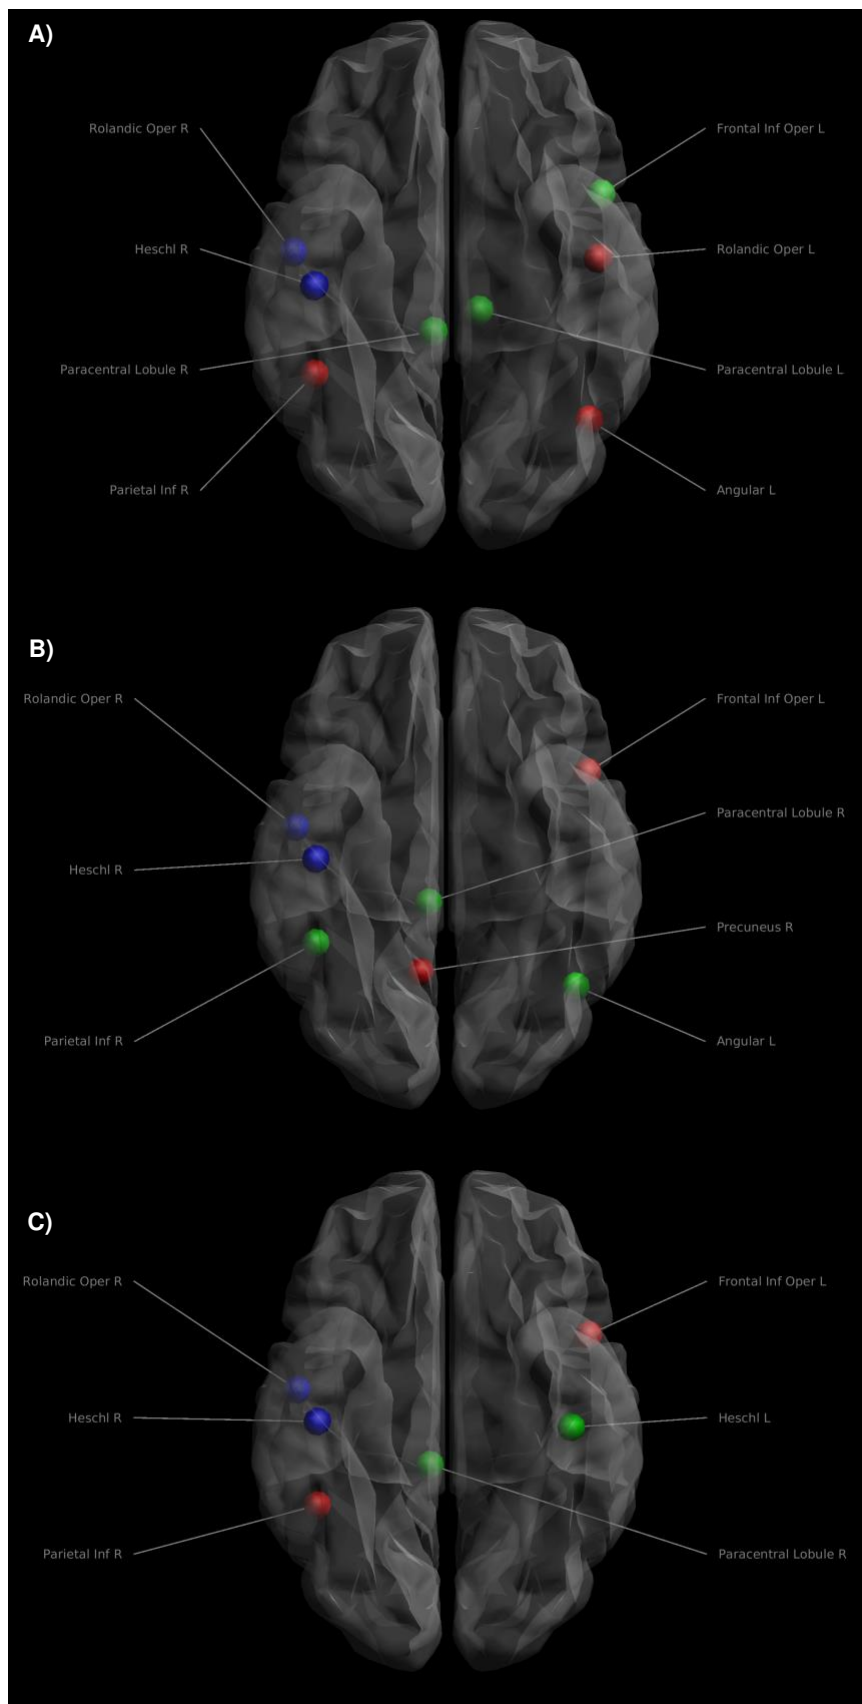 A)
Rolandic Oper R
Frontal Inf Oper L
Heschl R
Rolandic Oper L
Paracentral Lobule R
Paracentral Lobule L
Parietal Inf R
Angular L
B)
Rolandic Oper R
Frontal Inf Oper L
Paracentral Lobule R
Heschl R
Precuneus R
Parietal Inf R
Angular L
C)
Rolandic Oper R
Frontal Inf Oper L
Heschl R
Heschl L
Parietal Inf R
Paracentral Lobule R